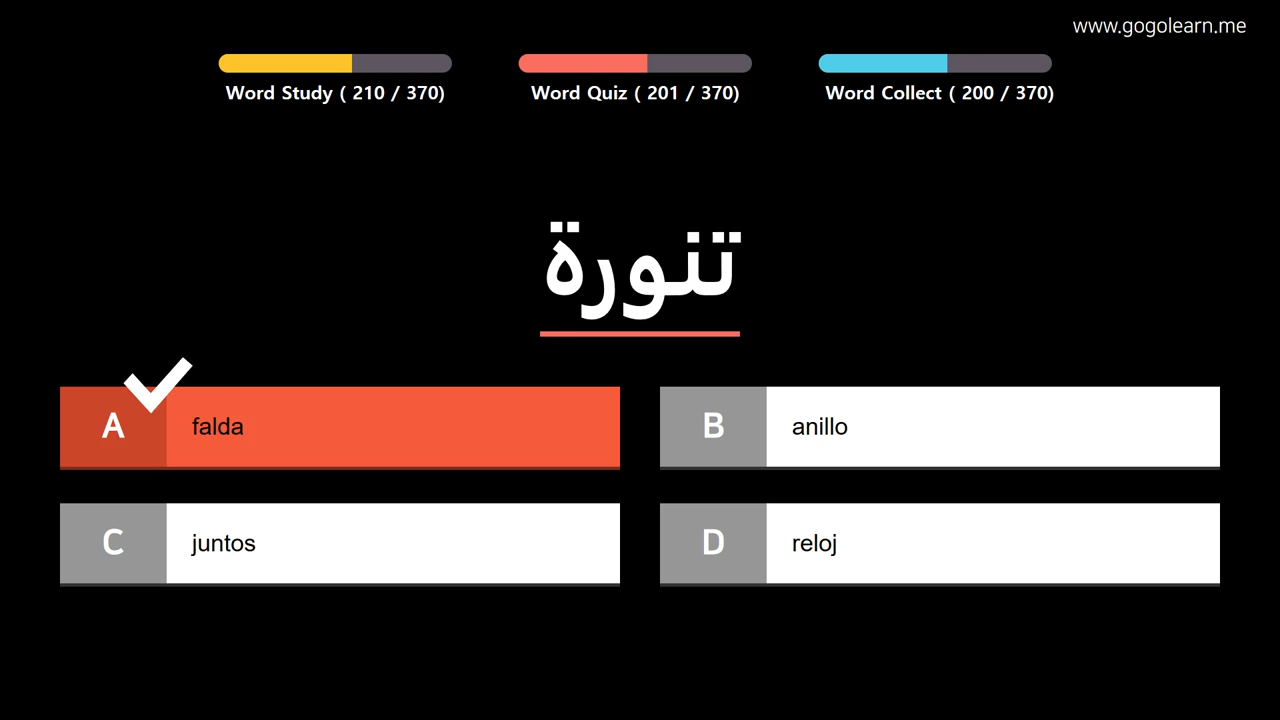 www.gogolearn.me
Word Study ( 210 / 370)
Word Quiz ( 201 / 370)
Word Collect ( 200 / 370)
تنورة
A falda
B anillo
C juntos
D reloj